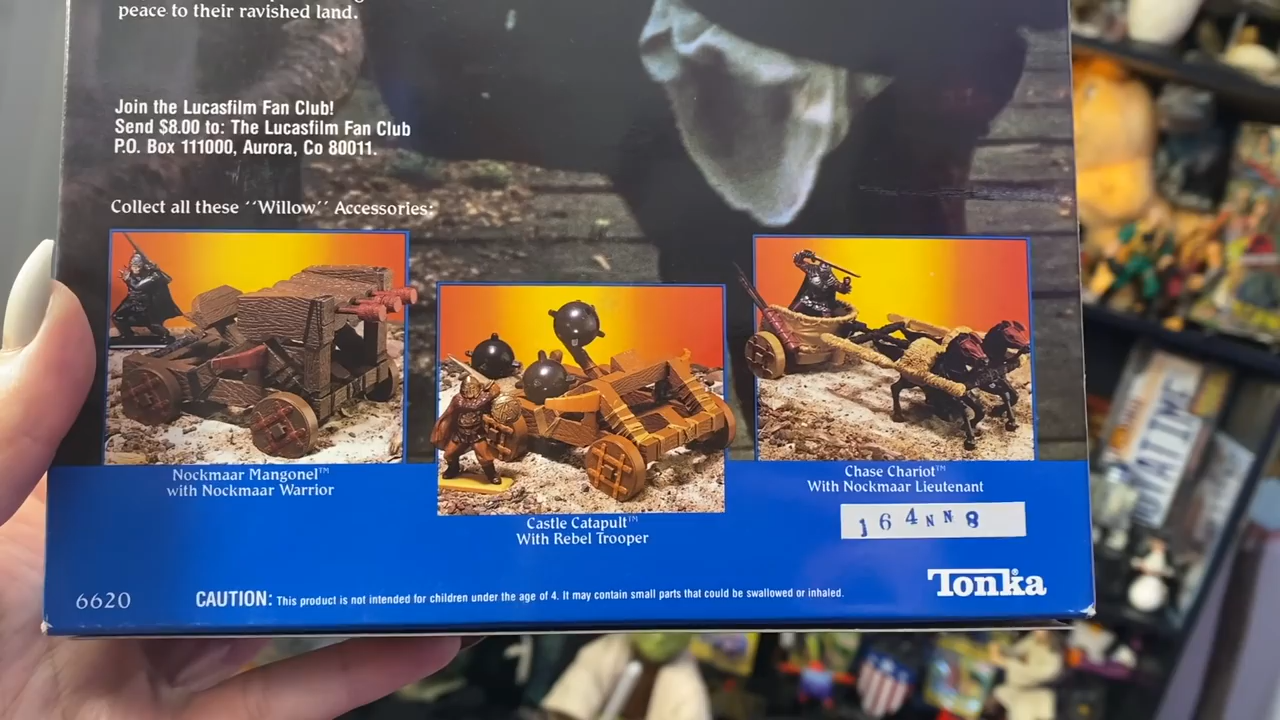 peace to their ravished land.
Join the Lucasfilm Fan Club!
Send $8.00 to: The Lucasfilm Fan Club
P.O. Box 111000, Aurora, Co 80011.
Collect all these ´´Willow´´ Accessories:
Nockmaar Mangonel™
with Nockmaar Warrior
Castle Catapult™
With Rebel Trooper
Chase Chariot™
With Nockmaar Lieutenant
164NN8
6620
CAUTION: This product is not intended for children under the age of 4. It may contain small parts that could be swallowed or inhaled.
Tonka®